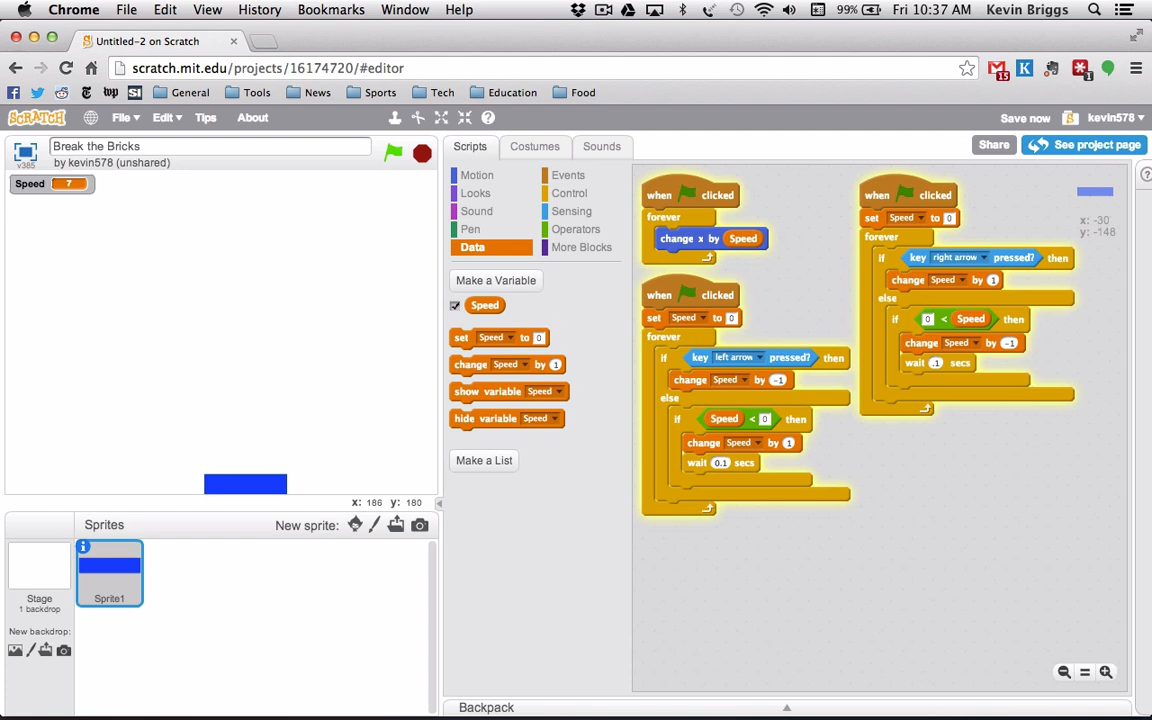 Chrome File Edit View History Bookmarks Window Help 99% Fri 10:37 AM Kevin Briggs
Untitled-2 on Scratch
scratch.mit.edu/projects/16174720/#editor
15 K 1
General Tools News Sports Tech Education Food
SCRATCH File Edit Tips About Save now kevin578
Break the Bricks
by kevin578 (unshared)
v385
Scripts Costumes Sounds Share See project page
Speed 7
Motion Events
Looks Control
Sound Sensing
Pen Operators
Data More Blocks
Make a Variable
Speed
set Speed to 0
change Speed by 1
show variable Speed
hide variable Speed
Make a List
when clicked
forever
change x by Speed
when clicked
set Speed to 0
forever
if key left arrow pressed? then
change Speed by -1
else
if Speed < 0 then
change Speed by 1
wait 0.1 secs
when clicked
set Speed to 0
forever
if key right arrow pressed? then
change Speed by 1
else
if 0 < Speed then
change Speed by -1
wait .1 secs
x: -30
y: -148
x: 186 y: 180
Sprites New sprite:
Stage
1 backdrop
New backdrop:
Sprite1
Backpack